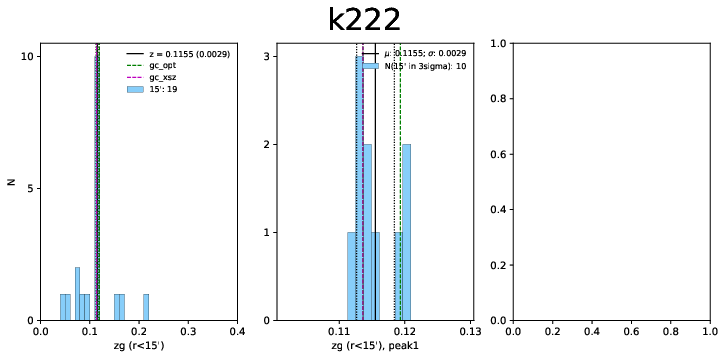 k222
10
5
0
N
0.0 0.1 0.2 0.3 0.4
zg (r<15')
z = 0.1155 (0.0029)
gc_opt
gc_xsz
15': 19
3
2
1
0
0.11 0.12 0.13
zg (r<15'), peak1
μ: 0.1155; σ: 0.0029
N(15' in 3sigma): 10
1.0
0.8
0.6
0.4
0.2
0.0
0.0 0.2 0.4 0.6 0.8 1.0